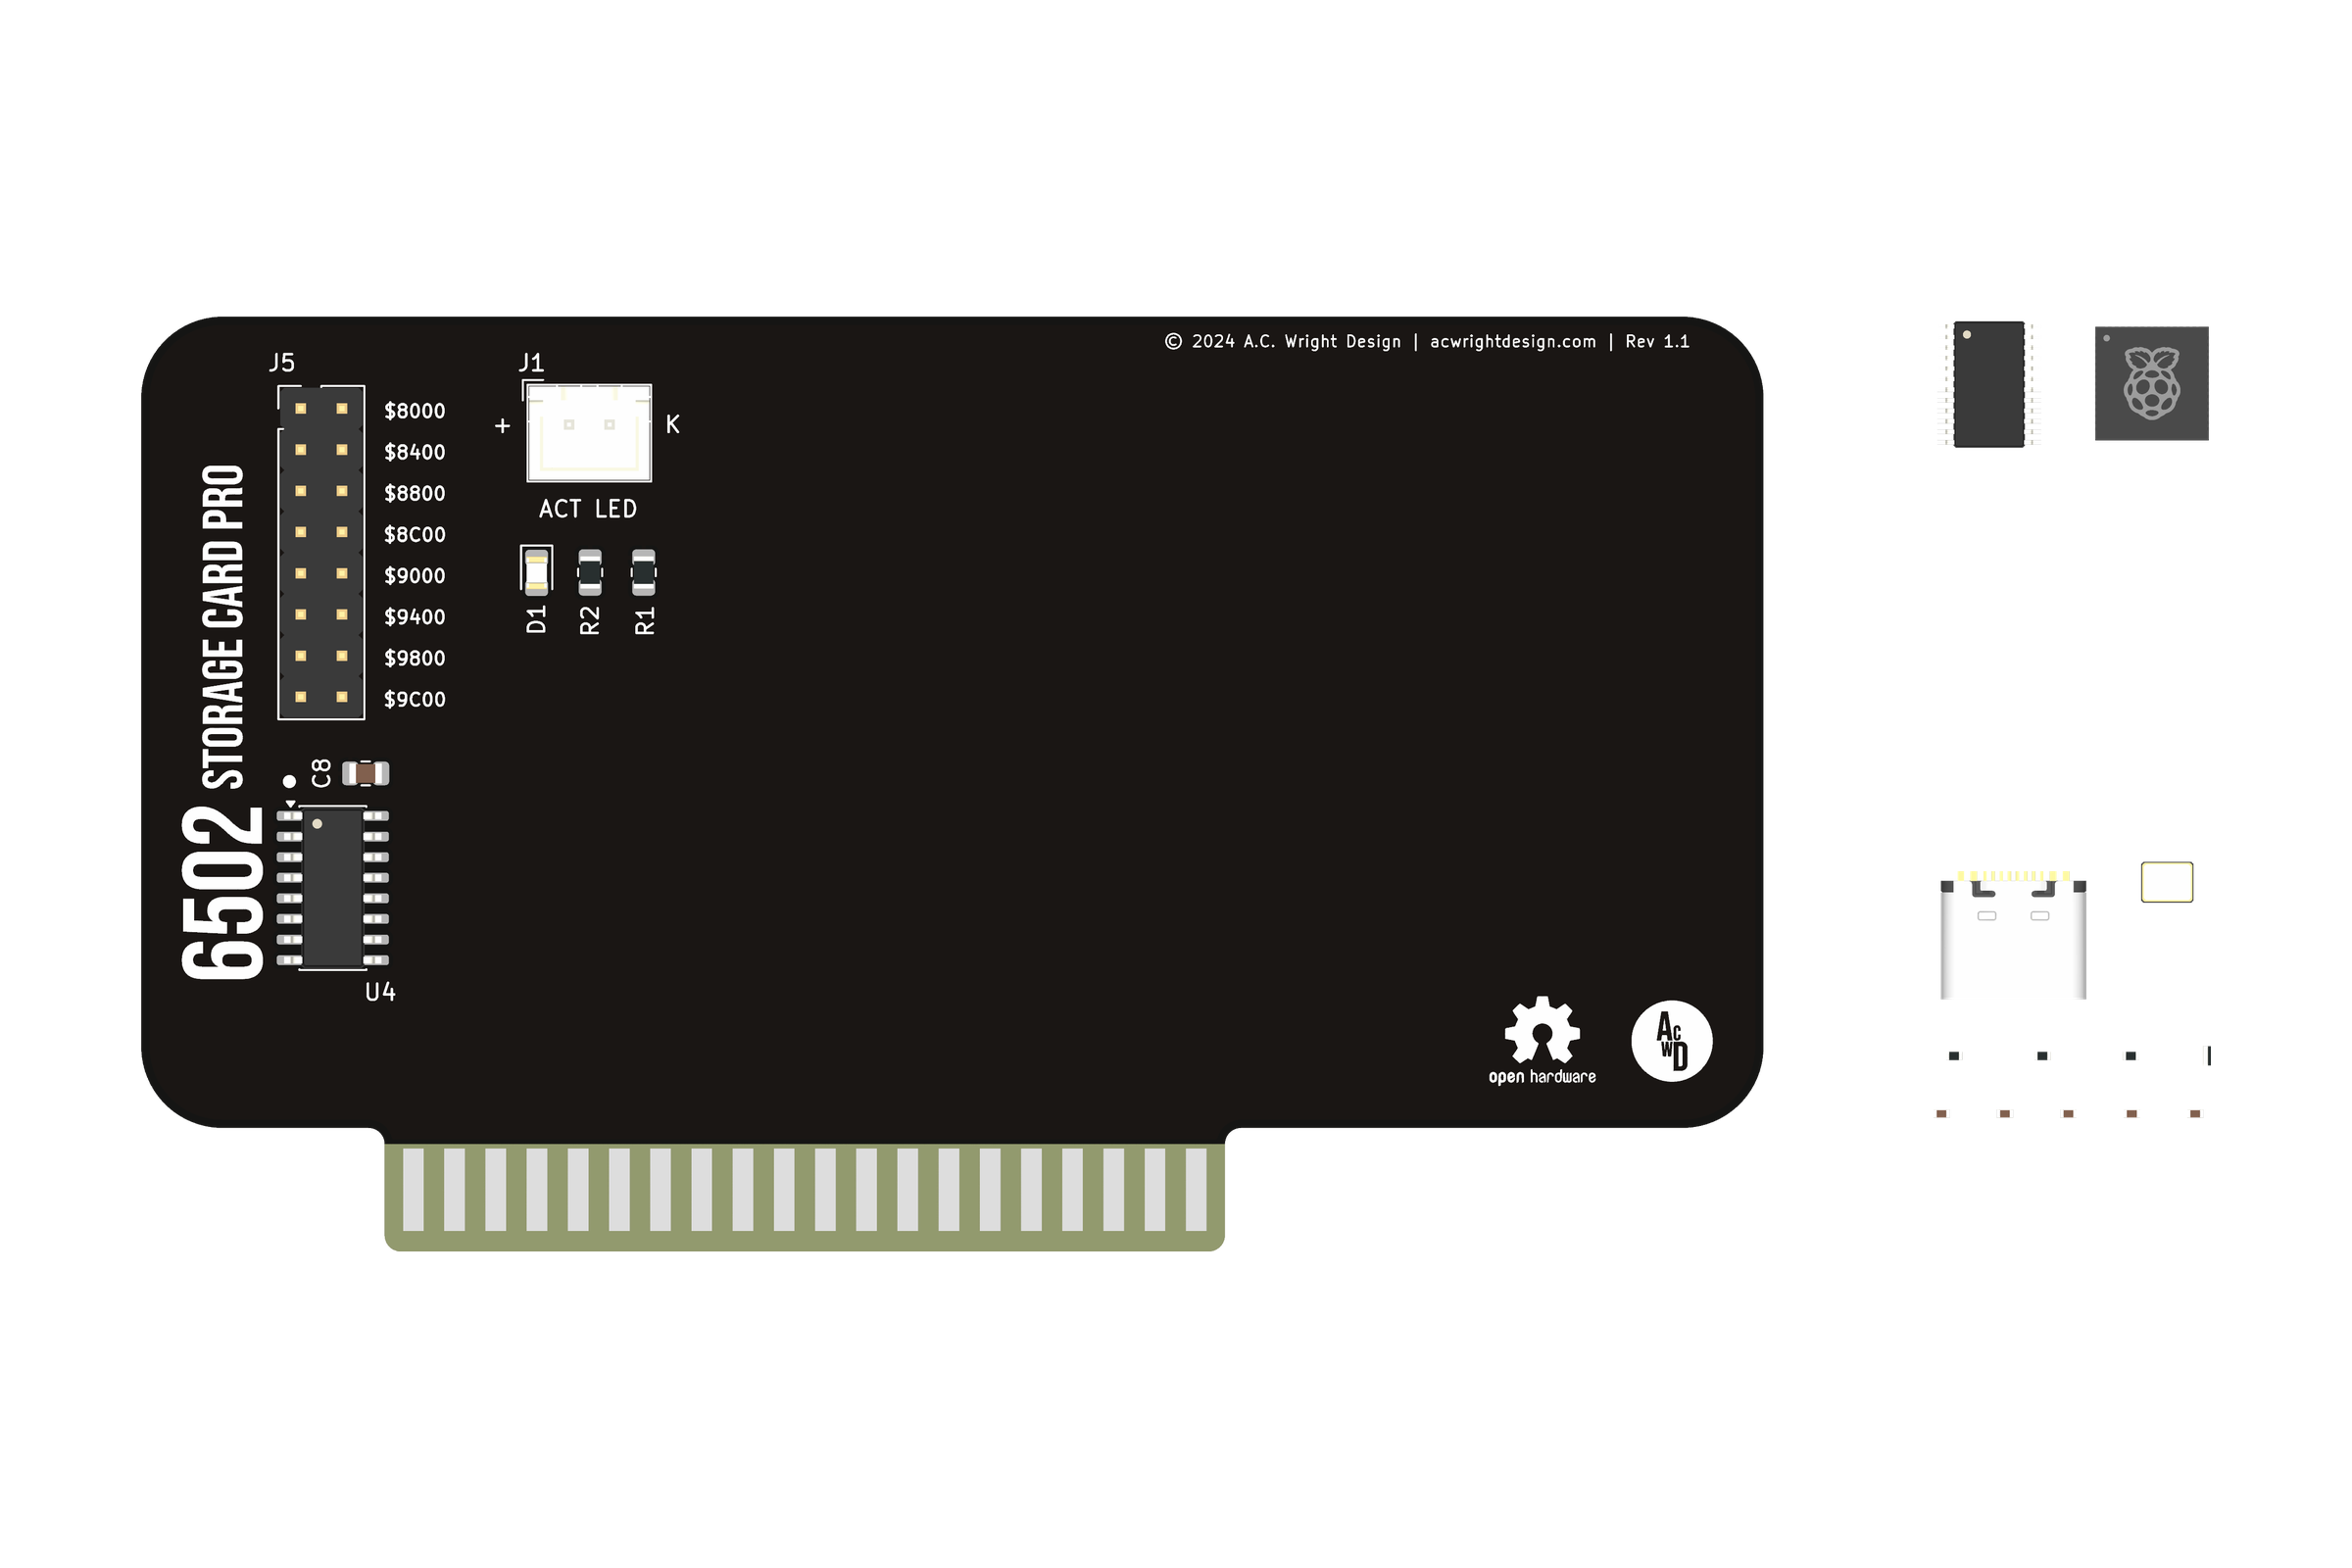 © 2024 A.C. Wright Design | acwrightdesign.com | Rev 1.1
J5
J1
$8000
+
K
$8400
$8800
ACT LED
$8C00
$9000
$9400
D1
R2
R1
$9800
$9C00
6502 STORAGE CARD PRO
C8
U4
open hardware
ACWD